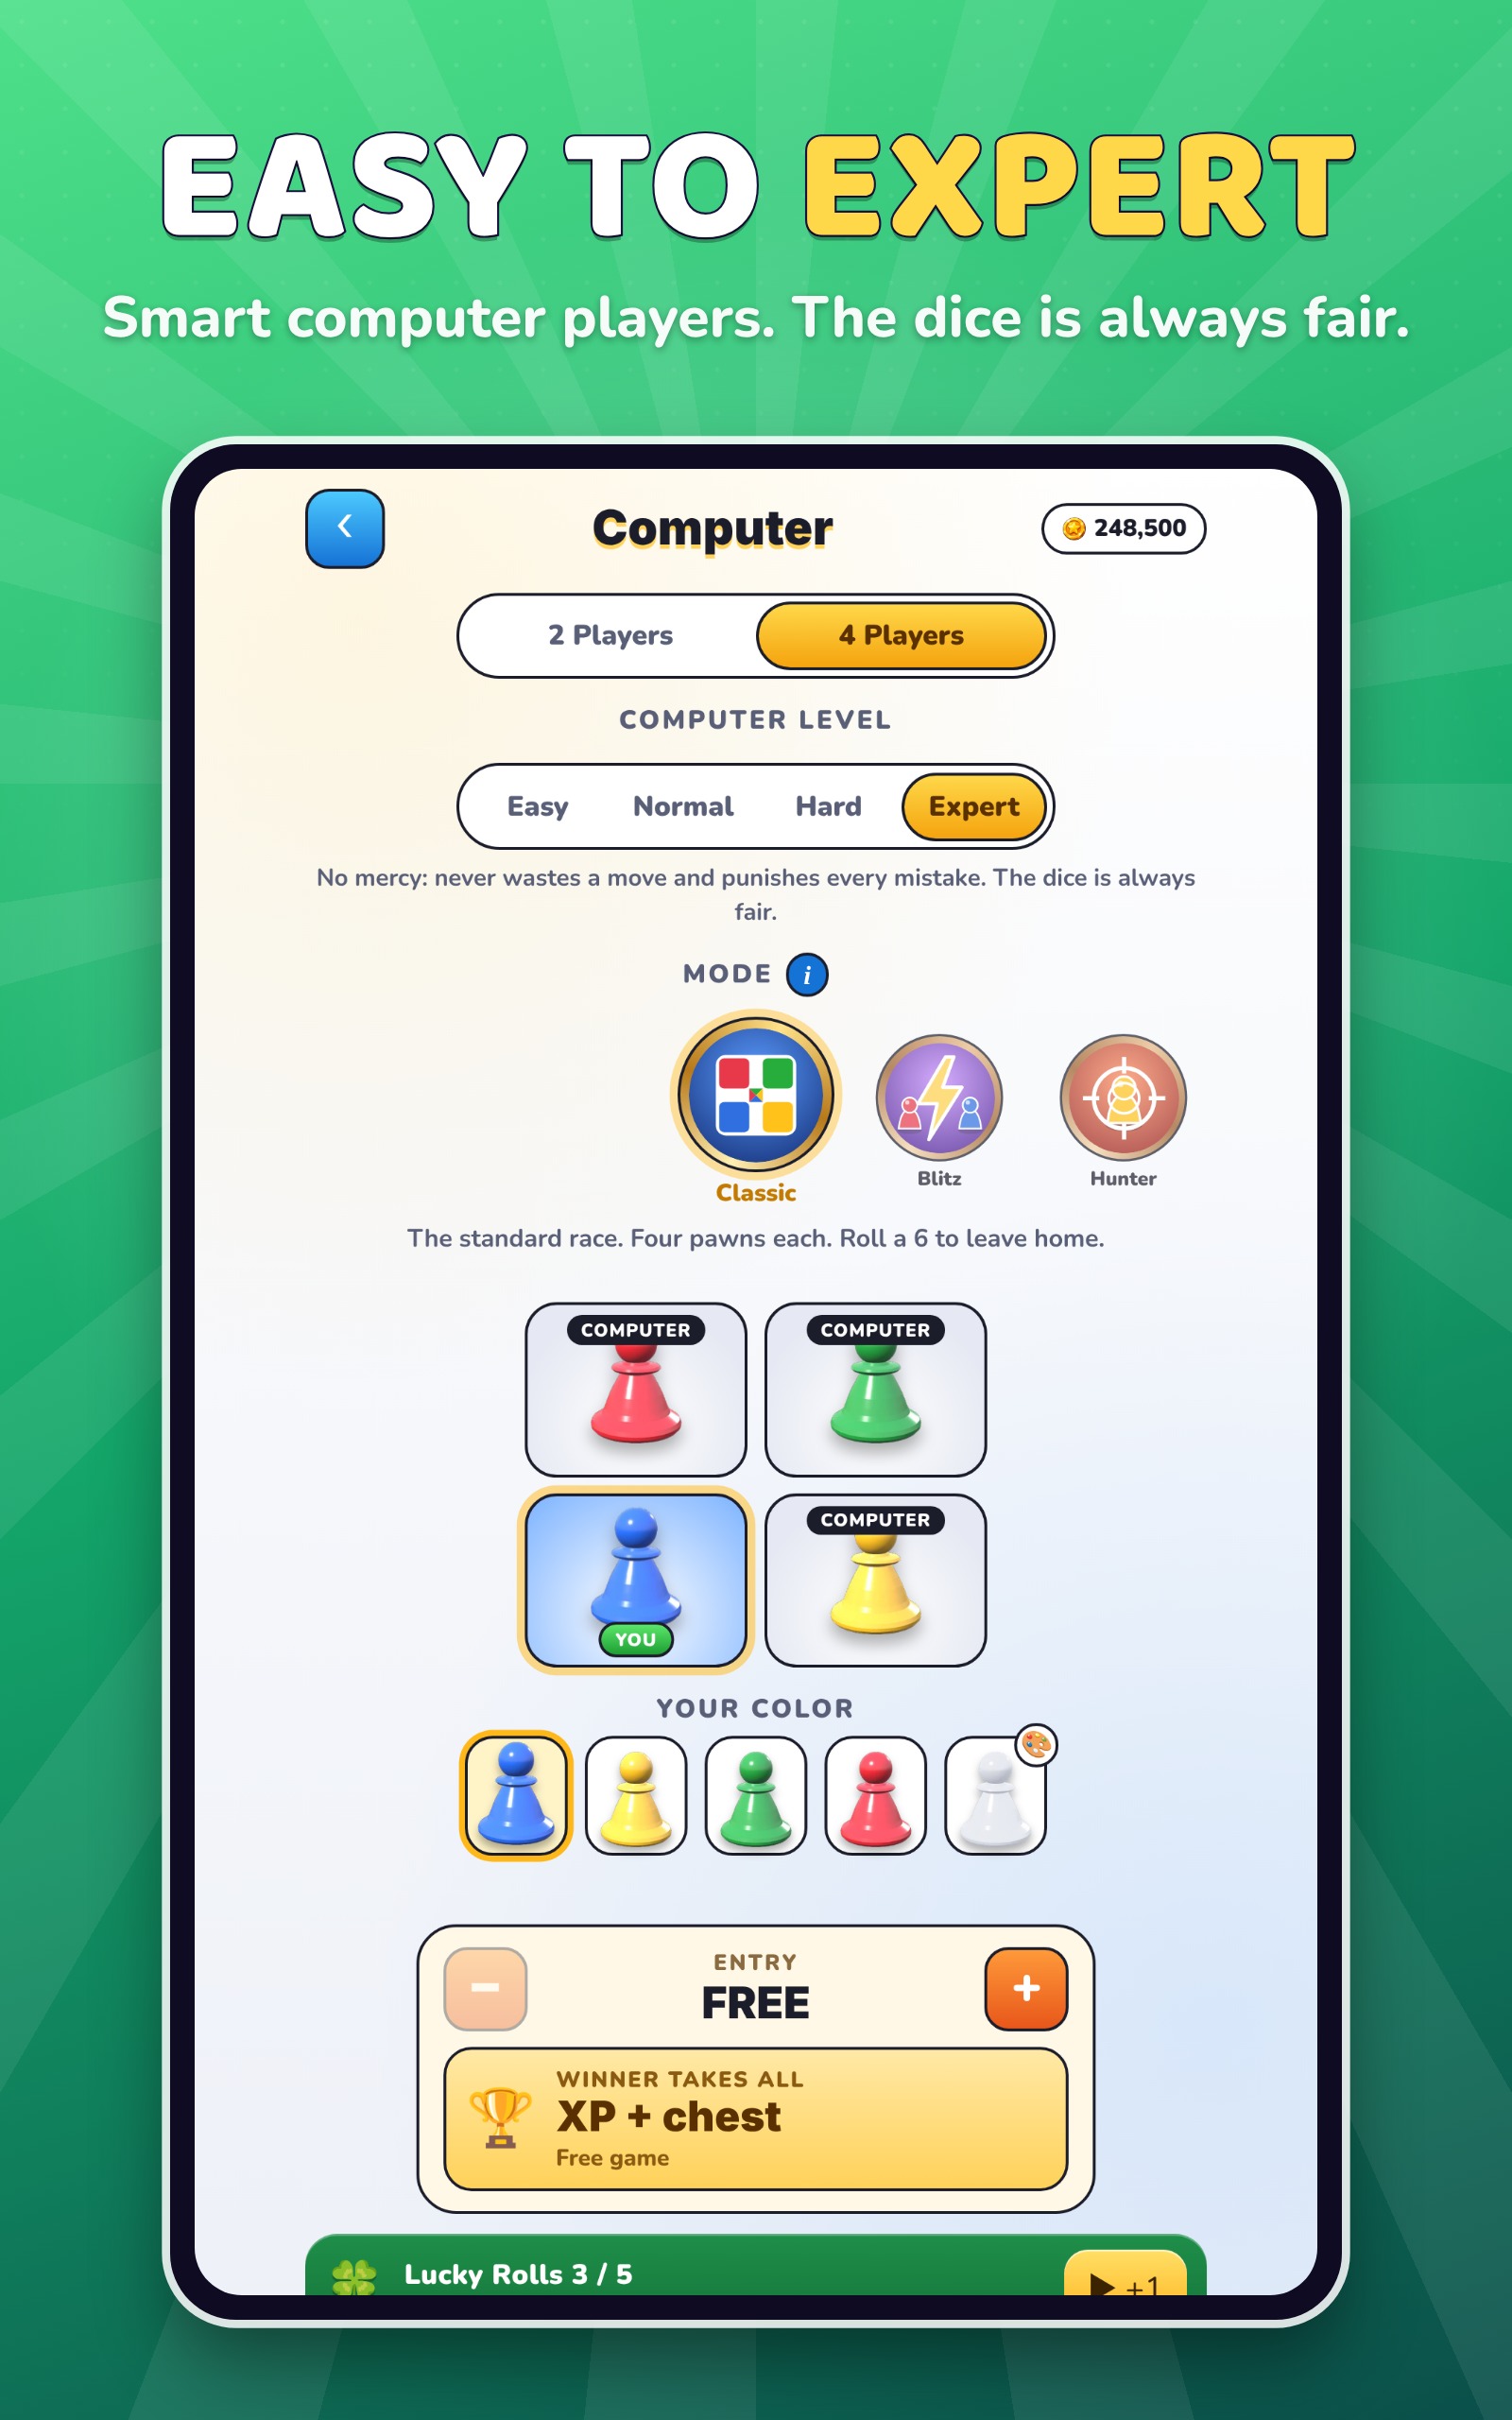 EASY TO EXPERT
Smart computer players. The dice is always fair.
Computer
248,500
2 Players
4 Players
COMPUTER LEVEL
Easy
Normal
Hard
Expert
No mercy: never wastes a move and punishes every mistake. The dice is always
fair.
MODE i
Classic
Blitz
Hunter
The standard race. Four pawns each. Roll a 6 to leave home.
COMPUTER
COMPUTER
YOU
COMPUTER
YOUR COLOR
ENTRY
FREE
WINNER TAKES ALL
XP + chest
Free game
Lucky Rolls 3 / 5
+1